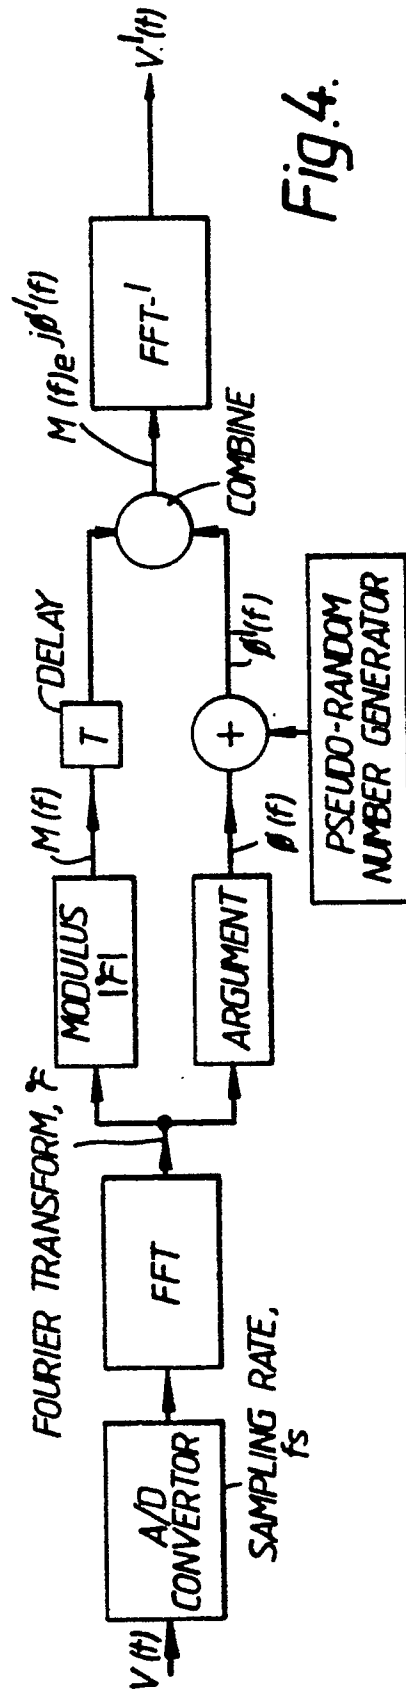 V(t)
A/D
CONVERTOR
SAMPLING RATE,
fs
FFT
FOURIER TRANSFORM, ℱ
MODULUS
|ℱ|
M(f)
DELAY
T
ARGUMENT
ø(f)
+
ø'(f)
PSEUDO-RANDOM
NUMBER GENERATOR
COMBINE
M(f)e jø'(f)
FFT-1
V'(t)
Fig.4.